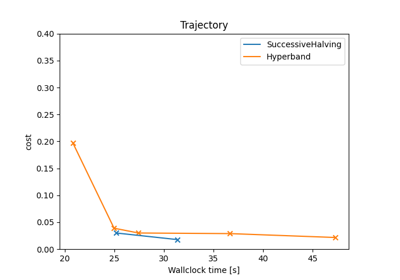 Trajectory
SuccessiveHalving
Hyperband
cost
0.40
0.35
0.30
0.25
0.20
0.15
0.10
0.05
0.00
20 25 30 35 40 45
Wallclock time [s]